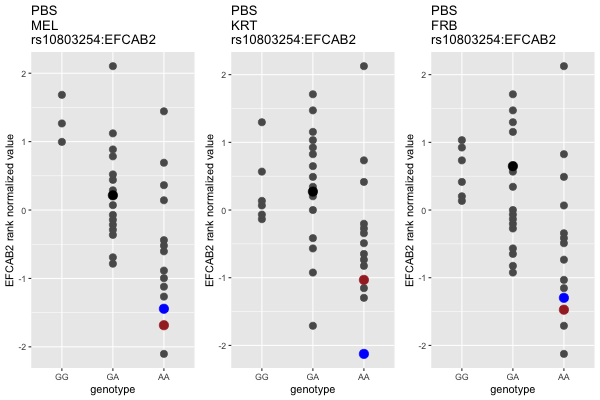 PBS
MEL
rs10803254:EFCAB2
EFCAB2 rank normalized value
2
1
0
-1
-2
GG GA AA
genotype
PBS
KRT
rs10803254:EFCAB2
EFCAB2 rank normalized value
2
1
0
-1
-2
GG GA AA
genotype
PBS
FRB
rs10803254:EFCAB2
EFCAB2 rank normalized value
2
1
0
-1
-2
GG GA AA
genotype